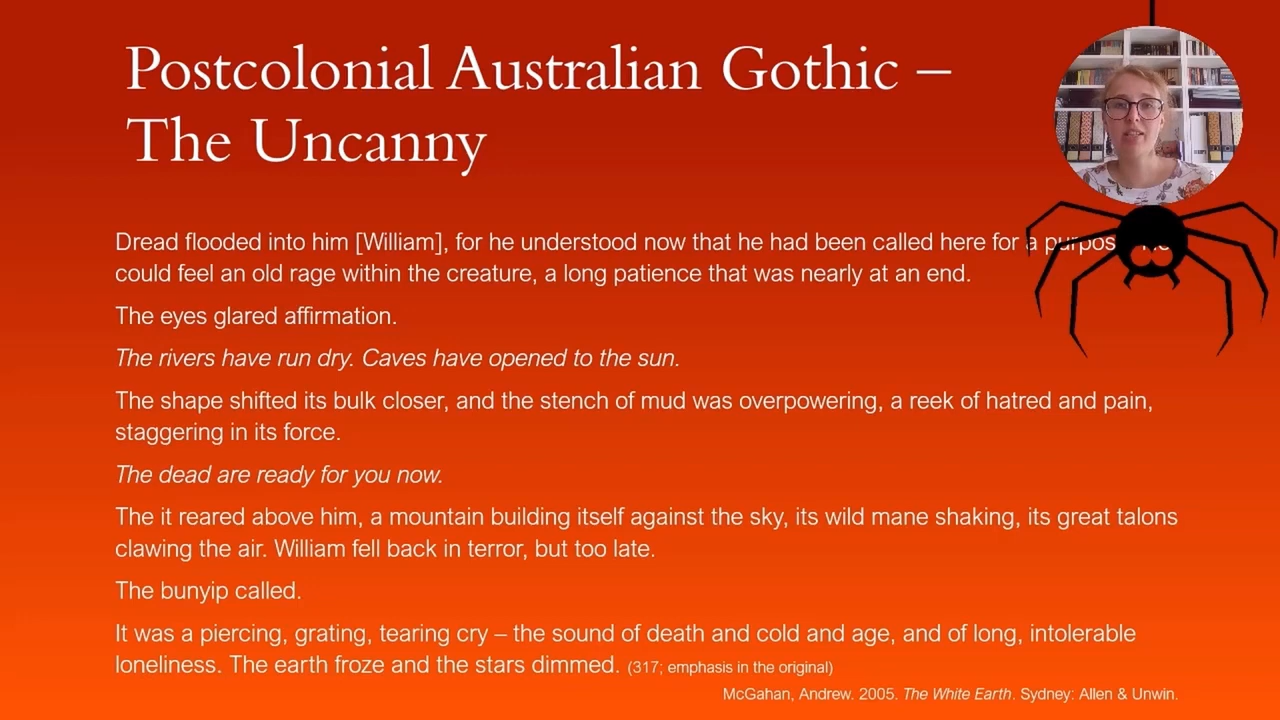 Postcolonial Australian Gothic –
The Uncanny
Dread flooded into him [William], for he understood now that he had been called here for a
could feel an old rage within the creature, a long patience that was nearly at an end.
The eyes glared affirmation.
The rivers have run dry. Caves have opened to the sun.
The shape shifted its bulk closer, and the stench of mud was overpowering, a reek of hatred and pain,
staggering in its force.
The dead are ready for you now.
The it reared above him, a mountain building itself against the sky, its wild mane shaking, its great talons
clawing the air. William fell back in terror, but too late.
The bunyip called.
It was a piercing, grating, tearing cry – the sound of death and cold and age, and of long, intolerable
loneliness. The earth froze and the stars dimmed. (317; emphasis in the original)
McGahan, Andrew. 2005. The White Earth. Sydney: Allen & Unwin.